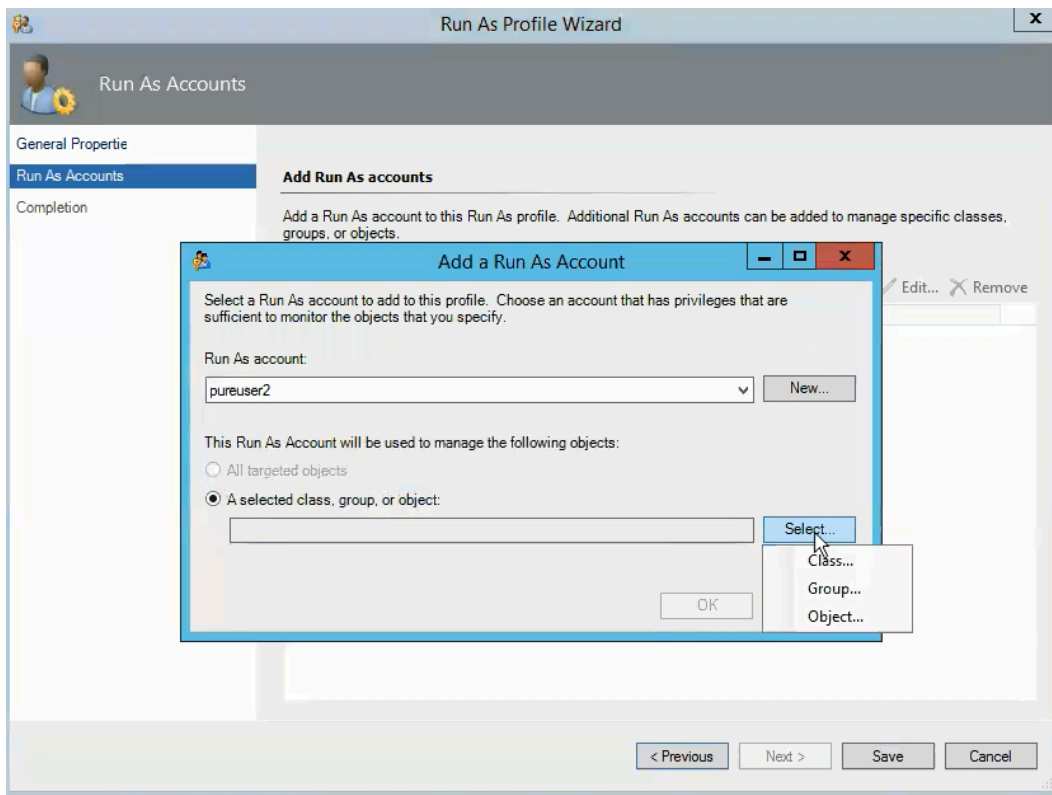 Run As Profile Wizard
x
Run As Accounts
General Propertie
Run As Accounts
Completion
Add Run As accounts
Add a Run As account to this Run As profile. Additional Run As accounts can be added to manage specific classes,
groups, or objects.
Edit... Remove
Add a Run As Account
x
Select a Run As account to add to this profile. Choose an account that has privileges that are
sufficient to monitor the objects that you specify.
Run As account:
pureuser2
New...
This Run As Account will be used to manage the following objects:
All targeted objects
A selected class, group, or object:
Select...
Class...
Group...
Object...
OK
< Previous
Next >
Save
Cancel